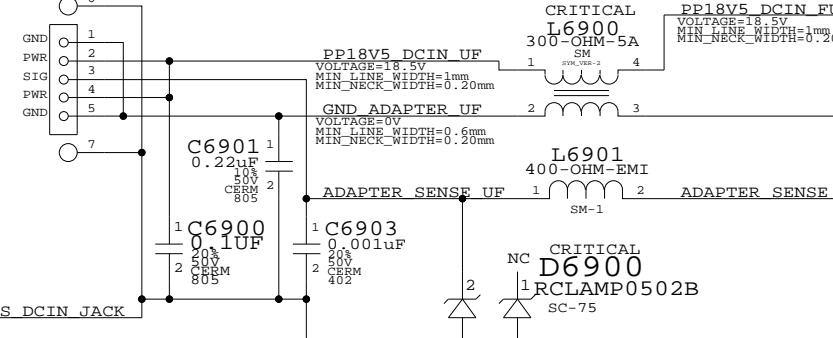 CRITICAL
L6900
300-OHM-5A
SM
SYM_VER-2
1
4
2
3
PP18V5_DCIN_FU
VOLTAGE=18.5V
MIN_LINE_WIDTH=1mm
MIN_NECK_WIDTH=0.20
GND
1
PWR
2
SIG
3
PWR
4
GND
5
7
PP18V5_DCIN_UF
VOLTAGE=18.5V
MIN_LINE_WIDTH=1mm
MIN_NECK_WIDTH=0.20mm
GND_ADAPTER_UF
VOLTAGE=0V
MIN_LINE_WIDTH=0.6mm
MIN_NECK_WIDTH=0.20mm
C6901
1
0.22uF
10%
50V
CERM
805
2
L6901
400-OHM-EMI
1
2
SM-1
ADAPTER_SENSE_UF
ADAPTER_SENSE
1
C6900
0.1UF
20%
50V
2
CERM
805
1
C6903
0.001uF
20%
50V
2
CERM
402
NC
CRITICAL
D6900
2
1
RCLAMP0502B
SC-75
S_DCIN_JACK